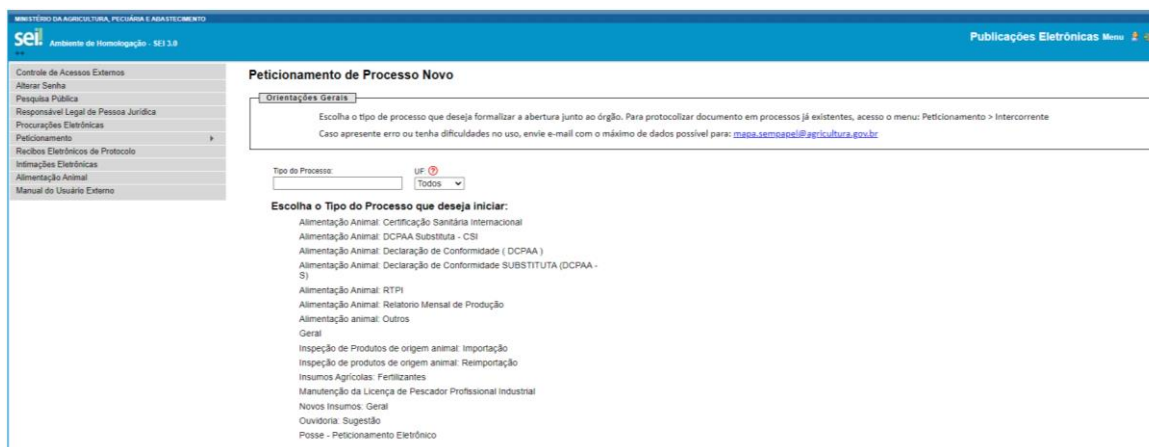 MINISTÉRIO DA AGRICULTURA, PECUÁRIA E ABASTECIMENTO
sei! Ambiente de Homologação - SEI 3.0
Publicações Eletrônicas Menu
Controle de Acessos Externos
Alterar Senha
Pesquisa Pública
Responsável Legal de Pessoa Jurídica
Procurações Eletrônicas
Peticionamento
Recibos Eletrônicos de Protocolo
Intimações Eletrônicas
Alimentação Animal
Manual do Usuário Externo
Peticionamento de Processo Novo
Orientações Gerais
Escolha o tipo de processo que deseja formalizar a abertura junto ao órgão. Para protocolizar documento em processos já existentes, acesso o menu: Peticionamento > Intercorrente
Caso apresente erro ou tenha dificuldades no uso, envie e-mail com o máximo de dados possível para: mapa.sempapel@agricultura.gov.br
Tipo do Processo:
UF ?
Todos
Escolha o Tipo do Processo que deseja iniciar:
Alimentação Animal: Certificação Sanitária Internacional
Alimentação Animal: DCPAA Substituta - CSI
Alimentação Animal: Declaração de Conformidade ( DCPAA )
Alimentação Animal: Declaração de Conformidade SUBSTITUTA (DCPAA -
S)
Alimentação Animal: RTPI
Alimentação Animal: Relatorio Mensal de Produção
Alimentação animal: Outros
Geral
Inspeção de Produtos de origem animal: Importação
Inspeção de produtos de origem animal: Reimportação
Insumos Agrícolas: Fertilizantes
Manutenção da Licença de Pescador Profissional Industrial
Novos Insumos: Geral
Ouvidoria: Sugestão
Posse - Peticionamento Eletrônico